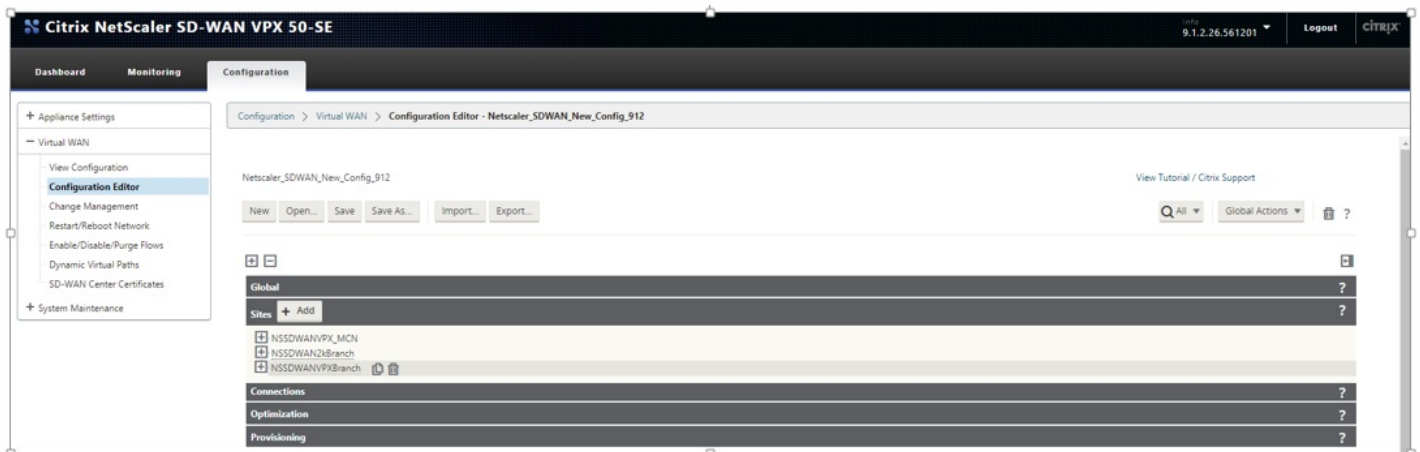 Citrix NetScaler SD-WAN VPX 50-SE
Info
9.1.2.26.561201
Logout
CİTRIX
Dashboard Monitoring Configuration
+ Appliance Settings
− Virtual WAN
View Configuration
Configuration Editor
Change Management
Restart/Reboot Network
Enable/Disable/Purge Flows
Dynamic Virtual Paths
SD-WAN Center Certificates
+ System Maintenance
Configuration > Virtual WAN > Configuration Editor - Netscaler_SDWAN_New_Config_912
Netscaler_SDWAN_New_Config_912
View Tutorial / Citrix Support
New Open... Save Save As... Import... Export...
All Global Actions ?
Global ?
Sites + Add ?
NSSDWANVPX_MCN
NSSDWAN2kBranch
NSSDWANVPXBranch
Connections ?
Optimization ?
Provisioning ?